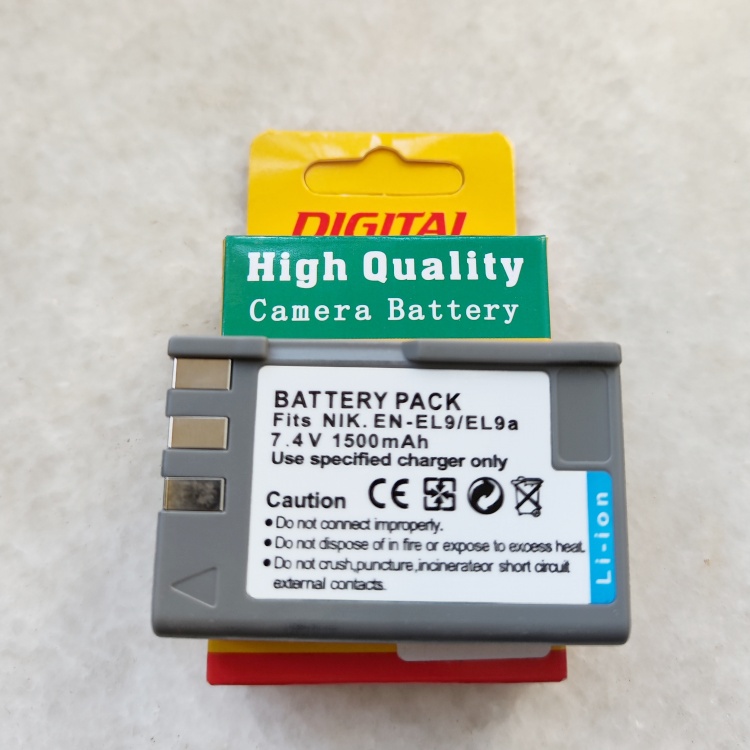 DIGITAL
High Quality
Camera Battery
BATTERY PACK
Fits NIK. EN-EL9/EL9a
7.4V 1500mAh
Use specified charger only
Caution CE
•Do not connect improperly.
•Do not dispose of in fire or expose to excess heat.
•Do not crush,puncture,incinerateor short circuit
external contacts.
Li-ion